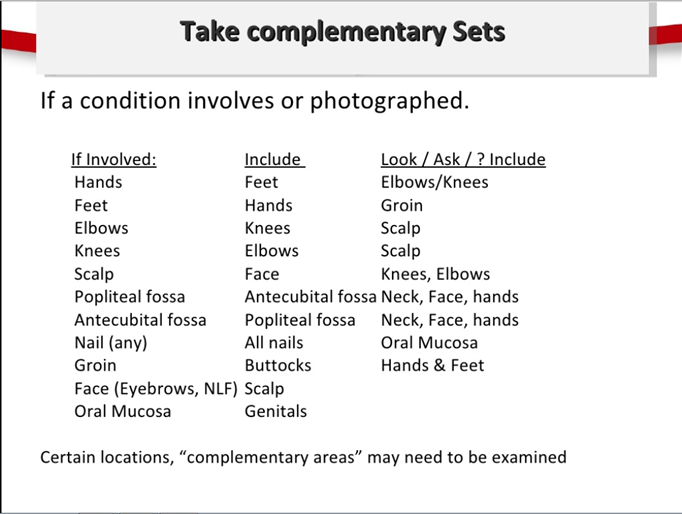 Take complementary Sets
If a condition involves or photographed.
If Involved: Include Look / Ask / ? Include
Hands Feet Elbows/Knees
Feet Hands Groin
Elbows Knees Scalp
Knees Elbows Scalp
Scalp Face Knees, Elbows
Popliteal fossa Antecubital fossa Neck, Face, hands
Antecubital fossa Popliteal fossa Neck, Face, hands
Nail (any) All nails Oral Mucosa
Groin Buttocks Hands & Feet
Face (Eyebrows, NLF) Scalp
Oral Mucosa Genitals
Certain locations, “complementary areas” may need to be examined